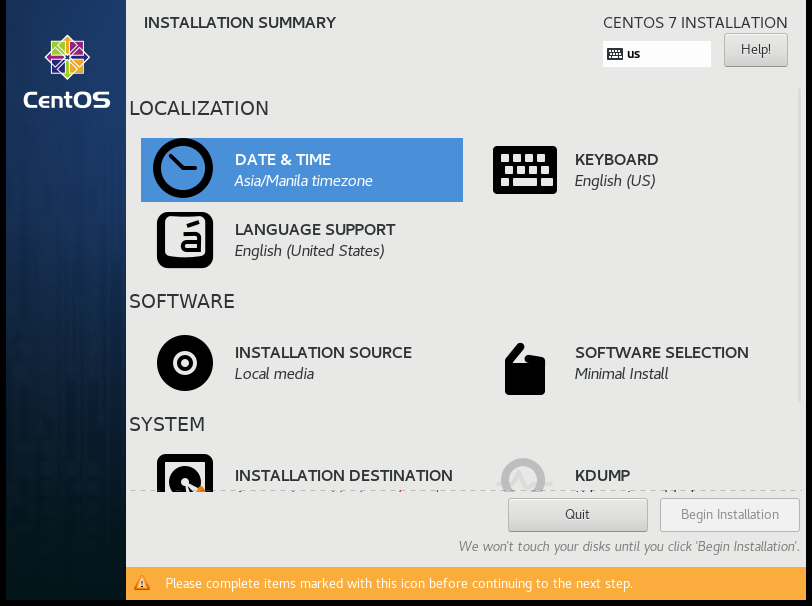 INSTALLATION SUMMARY
CENTOS 7 INSTALLATION
us
Help!
CentOS
LOCALIZATION
DATE & TIME
Asia/Manila timezone
KEYBOARD
English (US)
á
LANGUAGE SUPPORT
English (United States)
SOFTWARE
INSTALLATION SOURCE
Local media
SOFTWARE SELECTION
Minimal Install
SYSTEM
INSTALLATION DESTINATION
KDUMP
Quit
Begin Installation
We won't touch your disks until you click 'Begin Installation'.
Please complete items marked with this icon before continuing to the next step.